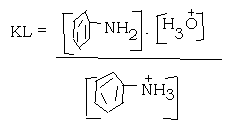 KL = [NH2] . [H3O+]
[NH3+]